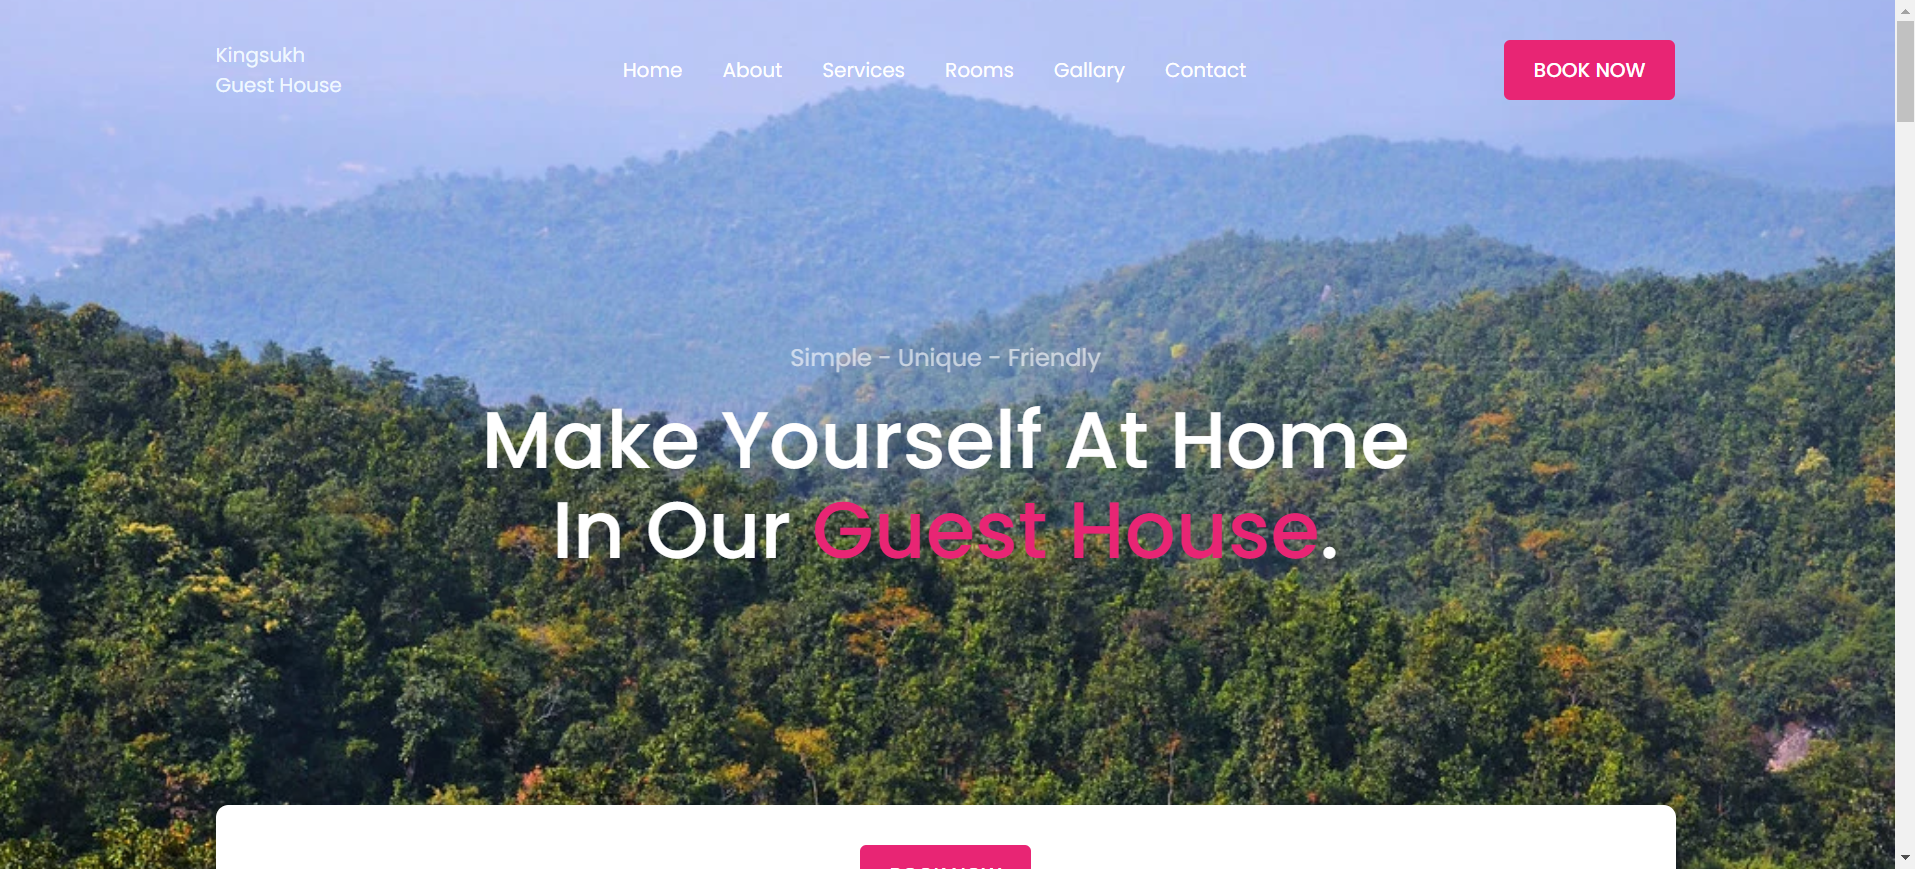 Kingsukh
Guest House
Home About Services Rooms Gallary Contact
BOOK NOW
Simple - Unique - Friendly
Make Yourself At Home
In Our Guest House.